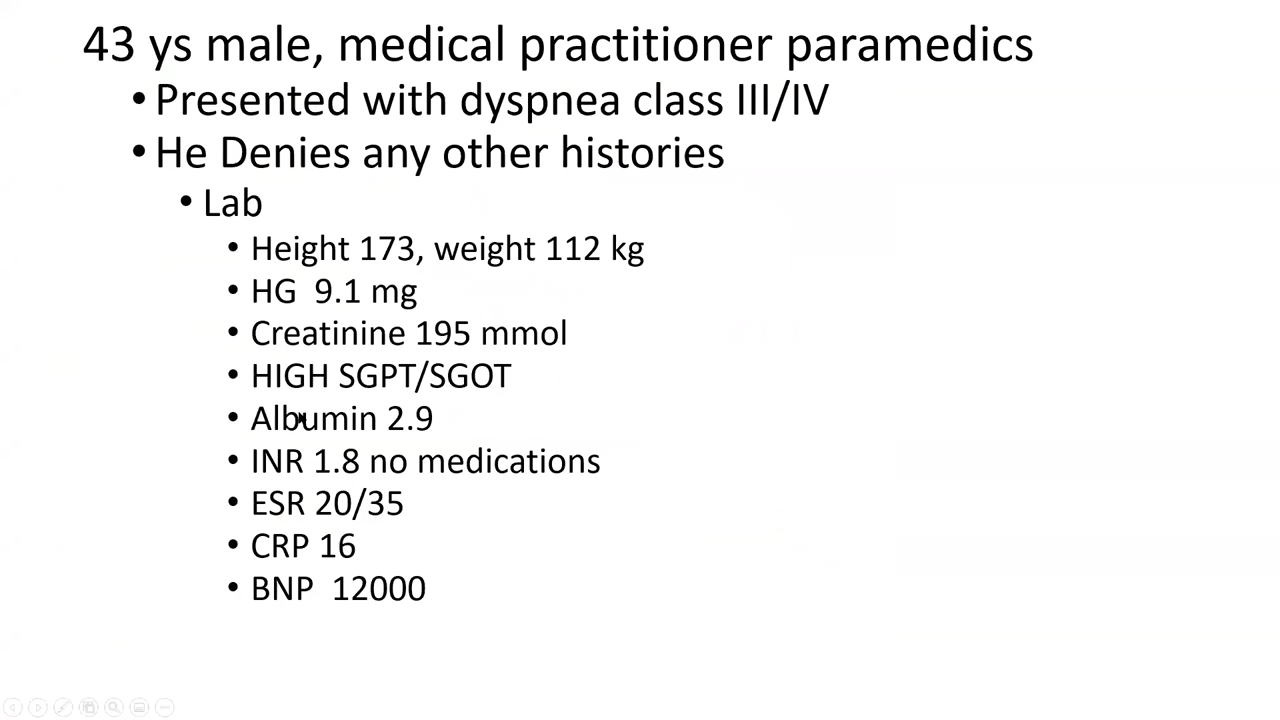 43 ys male, medical practitioner paramedics
• Presented with dyspnea class III/IV
• He Denies any other histories
• Lab
• Height 173, weight 112 kg
• HG 9.1 mg
• Creatinine 195 mmol
• HIGH SGPT/SGOT
• Albumin 2.9
• INR 1.8 no medications
• ESR 20/35
• CRP 16
• BNP 12000